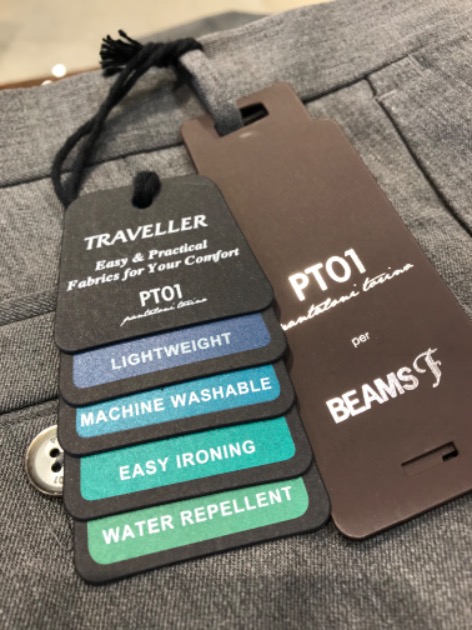 TRAVELLER
Easy & Practical
Fabrics for Your Comfort
PT01
pantaloni torino
LIGHTWEIGHT
MACHINE WASHABLE
EASY IRONING
WATER REPELLENT
PT01
pantaloni torino
per
BEAMS F